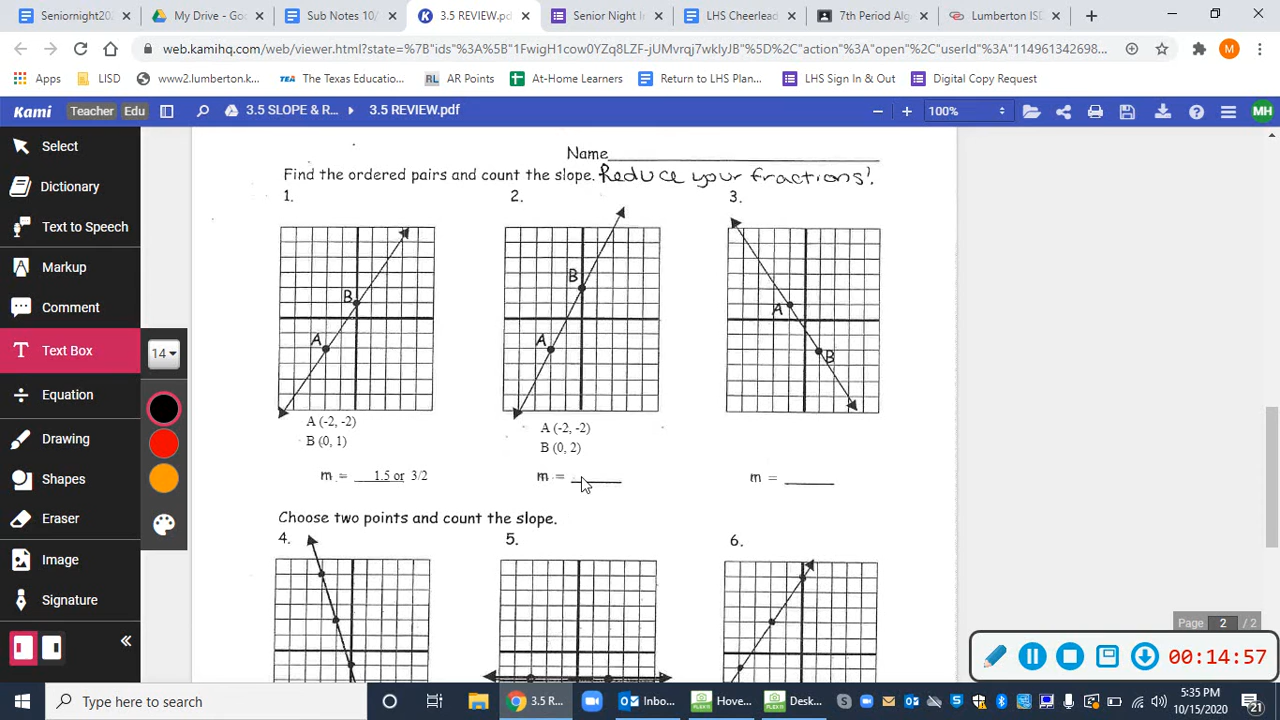 Seniornight202
My Drive - Goo
Sub Notes 10/
3.5 REVIEW.pd
Senior Night In
LHS Cheerlead
7th Period Alg
Lumberton ISD
web.kamihq.com/web/viewer.html?state=%7B"ids"%3A%5B"1FwigH1cow0YZq8LZF-jUMvrqj7wklyJB"%5D%2C"action"%3A"open"%2C"userId"%3A"114961342698...
M
Apps
LISD
www2.lumberton.k...
TEA The Texas Educatio...
RL AR Points
At-Home Learners
Return to LHS Plan...
LHS Sign In & Out
Digital Copy Request
Kami
Teacher
Edu
3.5 SLOPE & R...
3.5 REVIEW.pdf
100%
MH
Select
Dictionary
Text to Speech
Markup
Comment
T Text Box
14
Equation
Drawing
Shapes
Eraser
Image
Signature
Name
Find the ordered pairs and count the slope. Reduce your fractions!
1.
2.
3.
B
A
B
A
A
B
A (-2, -2)
B (0, 1)
A (-2, -2)
B (0, 2)
m = 1.5 or 3/2
m =
m =
Choose two points and count the slope.
4.
5.
6.
Page 2 / 2
00:14:57
Type here to search
3.5 R...
Inbo...
Hove...
Desk...
5:35 PM
10/15/2020
21